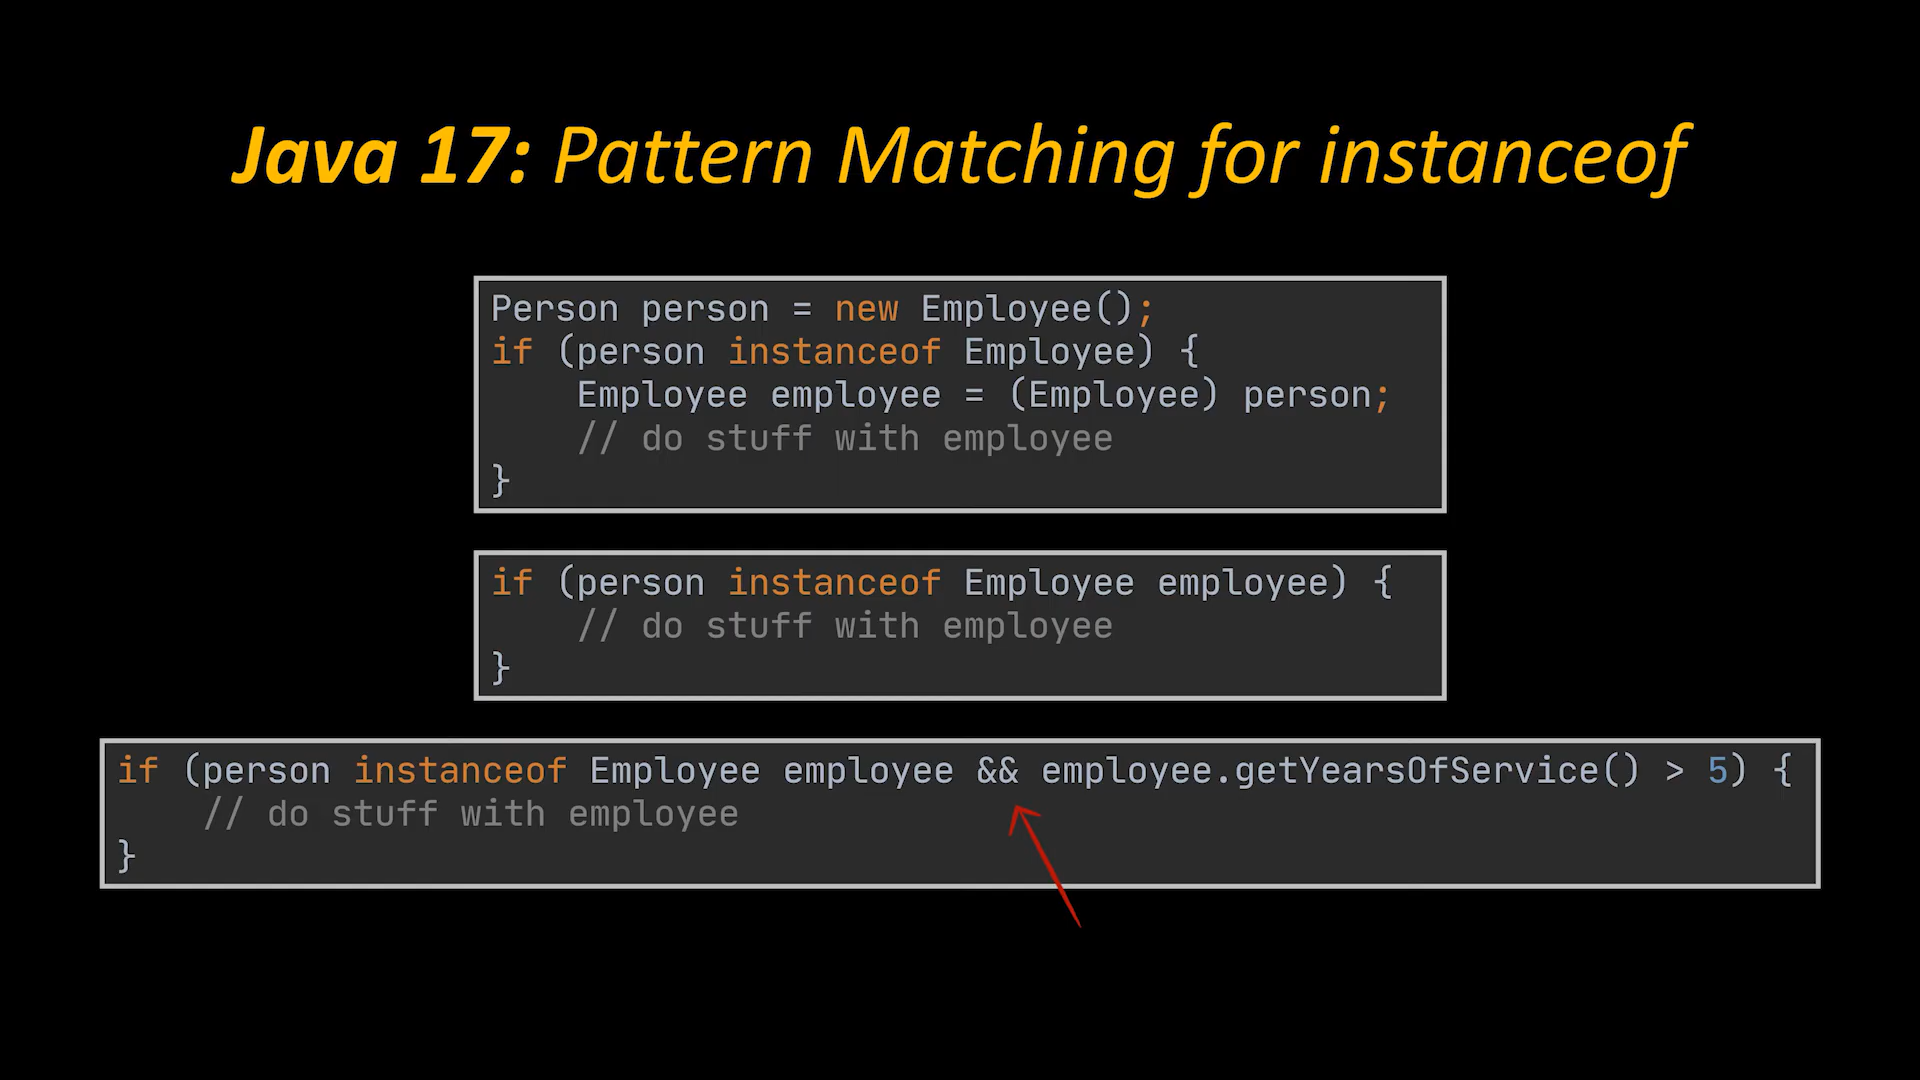 Java 17: Pattern Matching for instanceof
Person person = new Employee();
if (person instanceof Employee) {
    Employee employee = (Employee) person;
    // do stuff with employee
}
if (person instanceof Employee employee) {
    // do stuff with employee
}
if (person instanceof Employee employee && employee.getYearsOfService() > 5) {
    // do stuff with employee
}